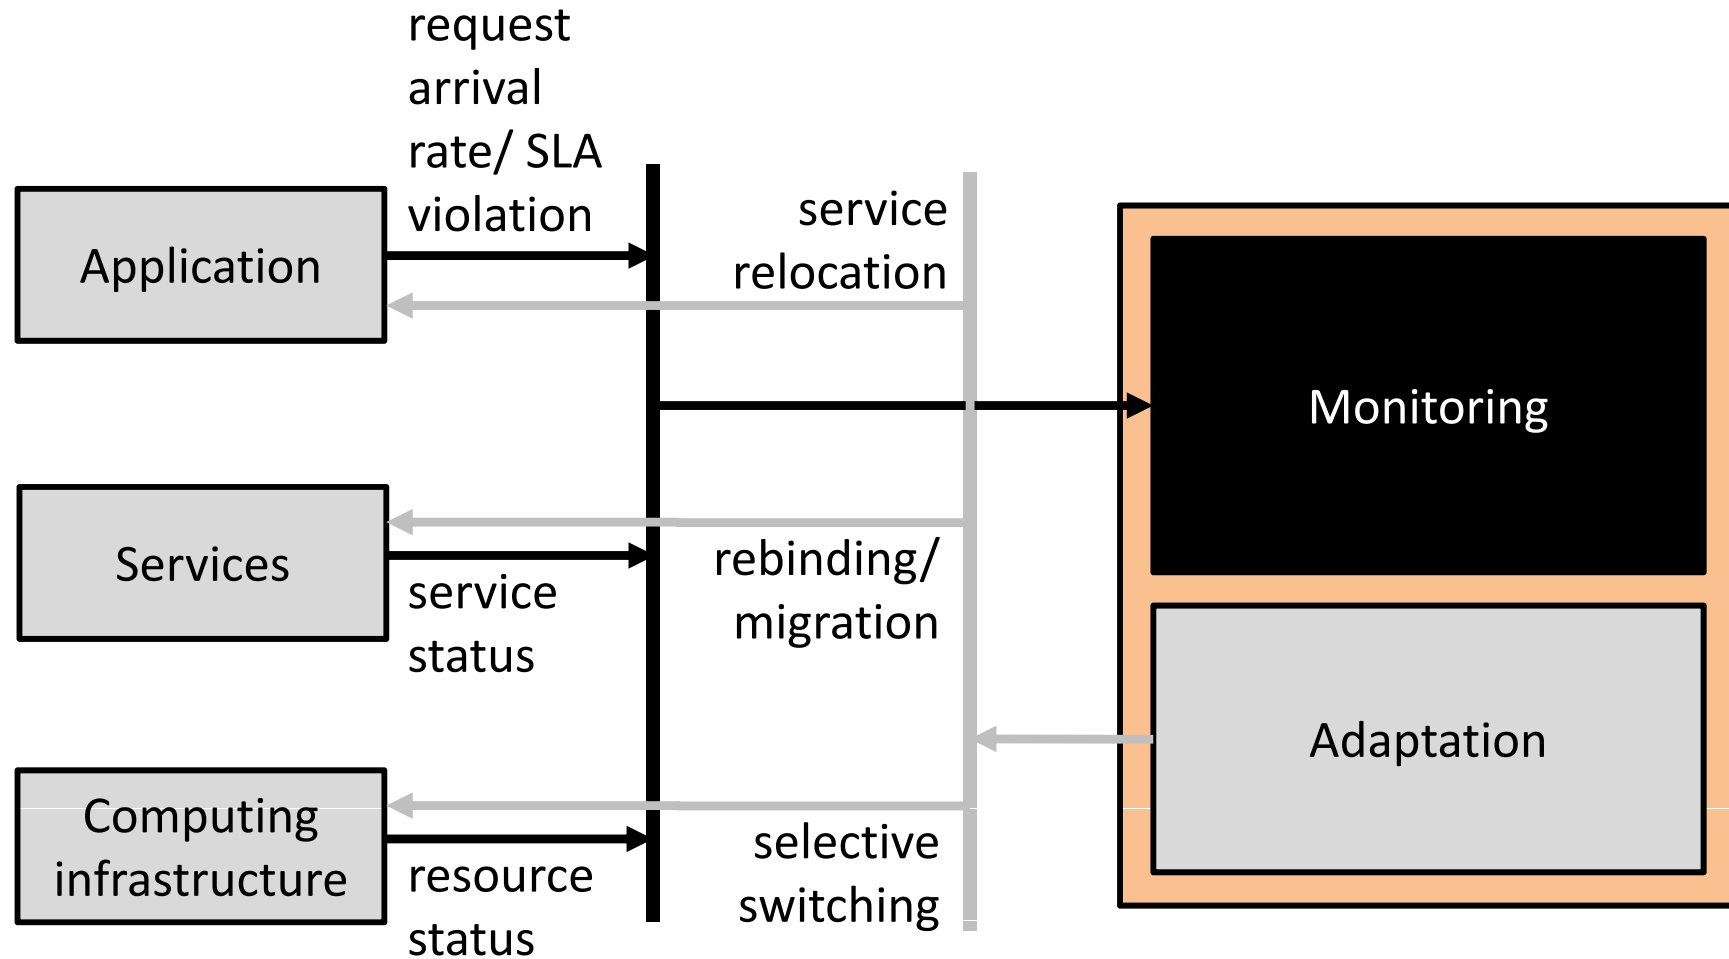 request
arrival
rate/ SLA
violation
Application
service
relocation
Monitoring
Services
service
status
rebinding/
migration
Adaptation
Computing
infrastructure
resource
status
selective
switching